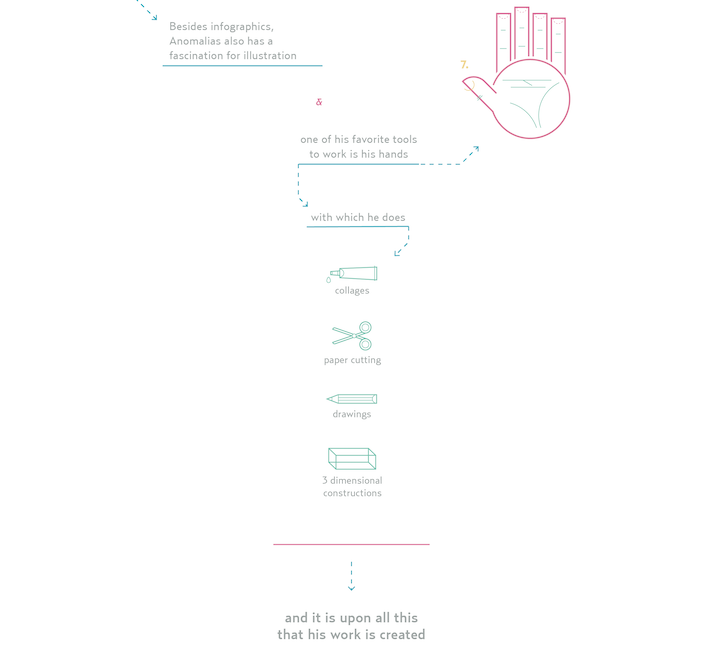 Besides infographics,
Anomalias also has a
fascination for illustration
7.
&
one of his favorite tools
to work is his hands
with which he does
collages
paper cutting
drawings
3 dimensional
constructions
and it is upon all this
that his work is created